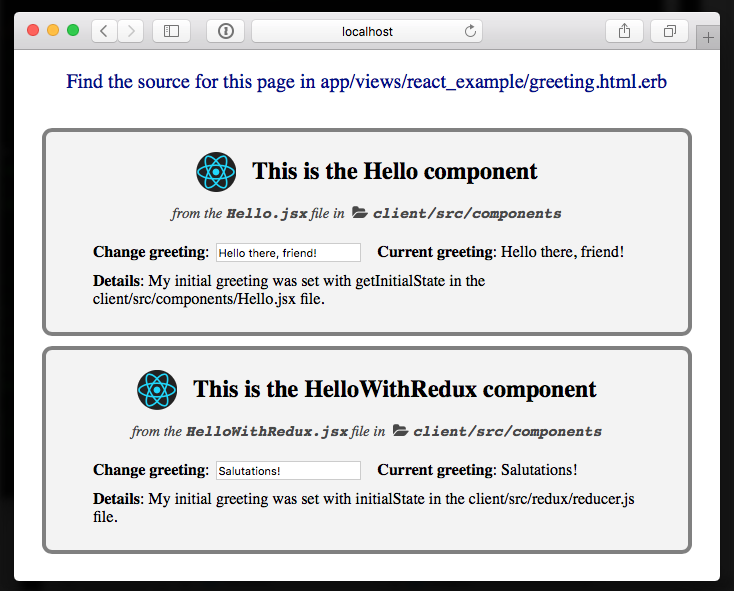 localhost
Find the source for this page in app/views/react_example/greeting.html.erb
This is the Hello component
from the Hello.jsx file in client/src/components
Change greeting: Hello there, friend! Current greeting: Hello there, friend!
Details: My initial greeting was set with getInitialState in the
client/src/components/Hello.jsx file.
This is the HelloWithRedux component
from the HelloWithRedux.jsx file in client/src/components
Change greeting: Salutations! Current greeting: Salutations!
Details: My initial greeting was set with initialState in the client/src/redux/reducer.js
file.